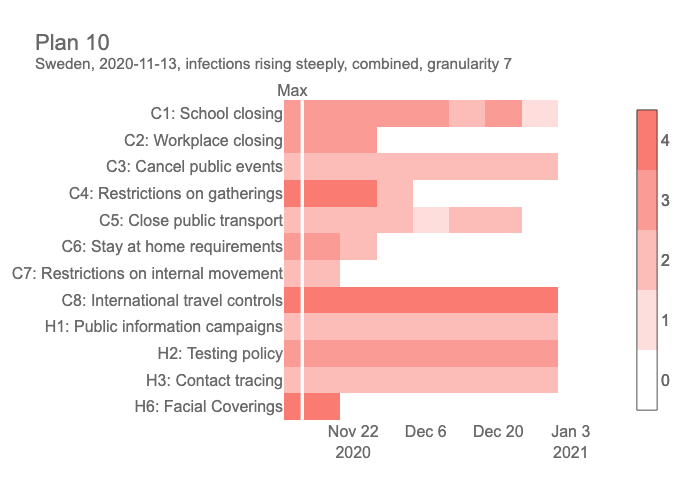 Plan 10
Sweden, 2020-11-13, infections rising steeply, combined, granularity 7
Max
C1: School closing
C2: Workplace closing
C3: Cancel public events
C4: Restrictions on gatherings
C5: Close public transport
C6: Stay at home requirements
C7: Restrictions on internal movement
C8: International travel controls
H1: Public information campaigns
H2: Testing policy
H3: Contact tracing
H6: Facial Coverings
Nov 22 Dec 6 Dec 20 Jan 3
2020 2021
4
3
2
1
0